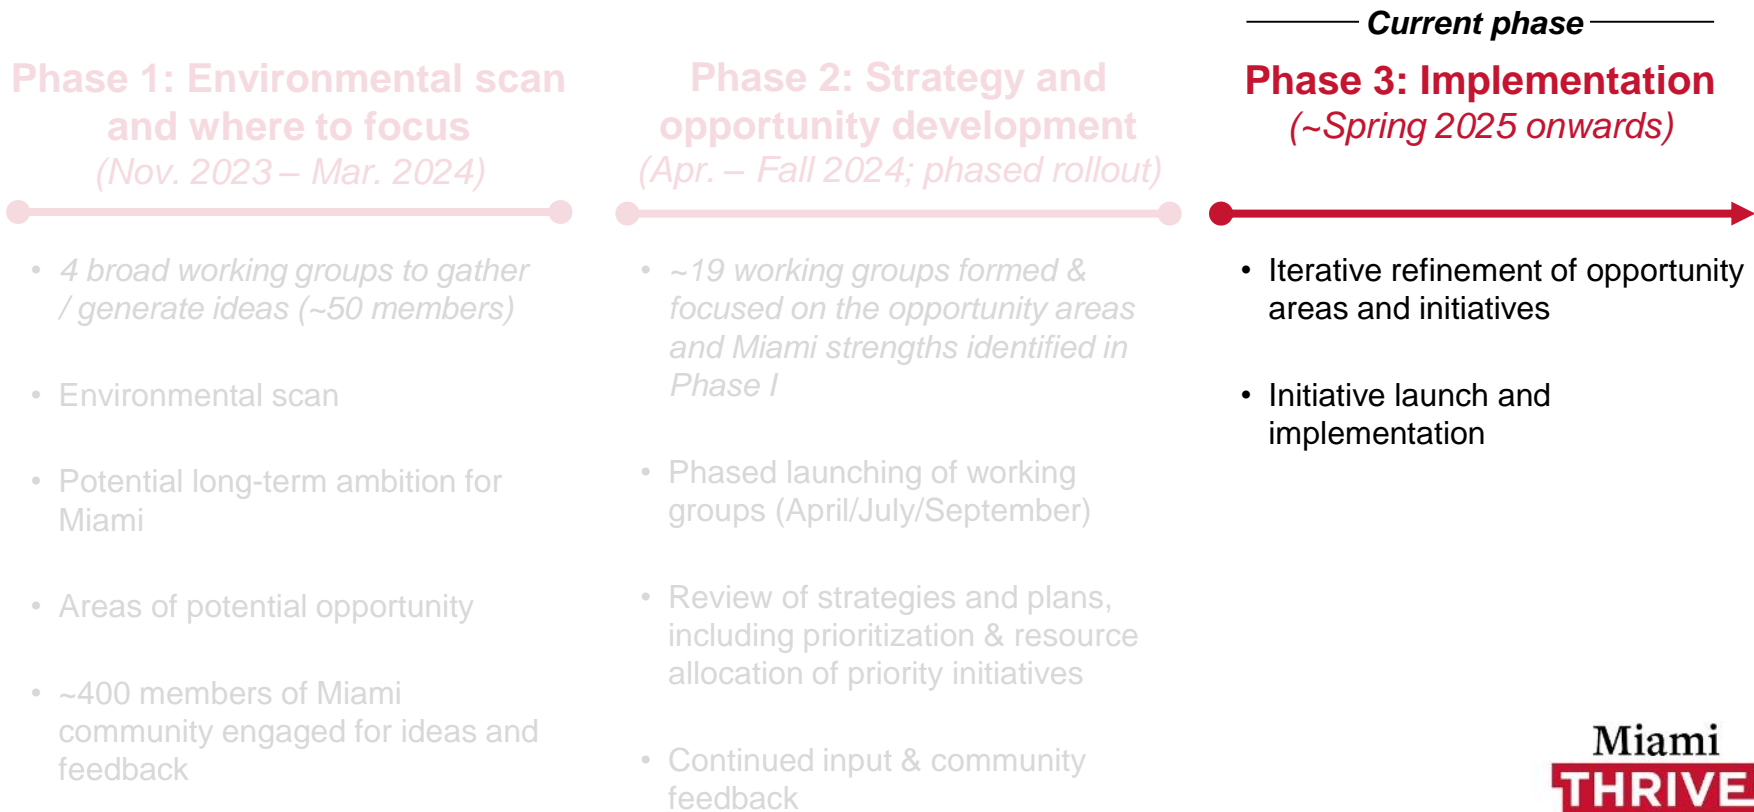 Current phase
Phase 1: Environmental scan
and where to focus
(Nov. 2023 – Mar. 2024)
• 4 broad working groups to gather
/ generate ideas (~50 members)
• Environmental scan
• Potential long-term ambition for
Miami
• Areas of potential opportunity
• ~400 members of Miami
community engaged for ideas and
feedback
Phase 2: Strategy and
opportunity development
(Apr. – Fall 2024; phased rollout)
• ~19 working groups formed &
focused on the opportunity areas
and Miami strengths identified in
Phase I
• Phased launching of working
groups (April/July/September)
• Review of strategies and plans,
including prioritization & resource
allocation of priority initiatives
• Continued input & community
feedback
Phase 3: Implementation
(~Spring 2025 onwards)
• Iterative refinement of opportunity
areas and initiatives
• Initiative launch and
implementation
Miami
THRIVE